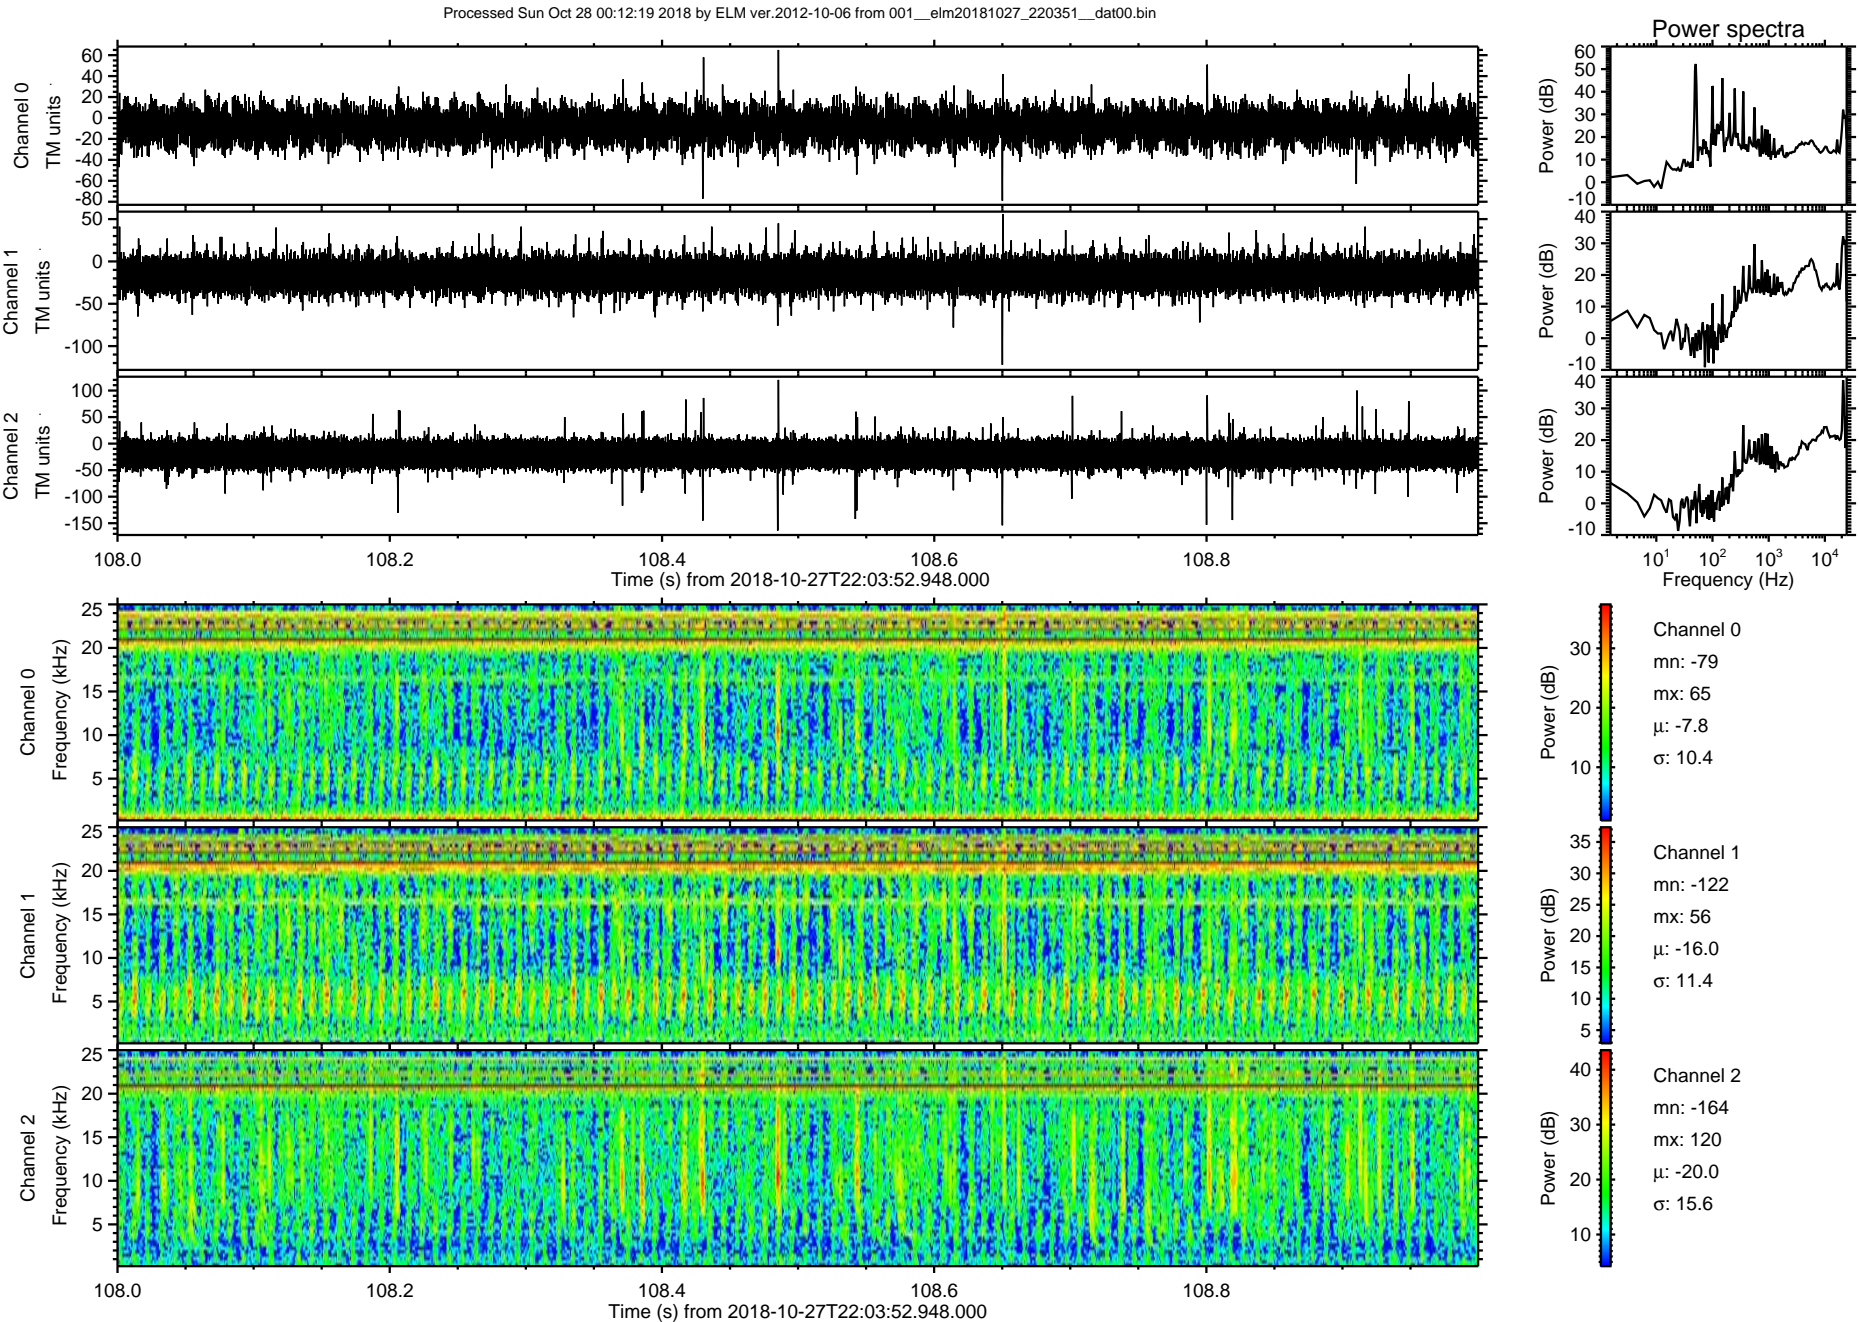 Processed Sun Oct 28 00:12:19 2018 by ELM ver.2012-10-06 from 001__elm20181027_220351__dat00.bin
Power spectra
Channel 0
TM units
60
40
20
0
-20
-40
-60
-80
Power (dB)
60
50
40
30
20
10
0
-10
Channel 1
TM units
50
0
-50
-100
Power (dB)
40
30
20
10
0
-10
Channel 2
TM units
100
50
0
-50
-100
-150
Power (dB)
40
30
20
10
0
-10
108.0 108.2 108.4 108.6 108.8
Time (s) from 2018-10-27T22:03:52.948.000
10^1 10^2 10^3 10^4
Frequency (Hz)
Channel 0
Frequency (kHz)
25
20
15
10
5
Power (dB)
30
20
10
Channel 0
mn: -79
mx: 65
μ: -7.8
σ: 10.4
Channel 1
Frequency (kHz)
25
20
15
10
5
Power (dB)
35
30
25
20
15
10
5
Channel 1
mn: -122
mx: 56
μ: -16.0
σ: 11.4
Channel 2
Frequency (kHz)
25
20
15
10
5
Power (dB)
40
30
20
10
Channel 2
mn: -164
mx: 120
μ: -20.0
σ: 15.6
108.0 108.2 108.4 108.6 108.8
Time (s) from 2018-10-27T22:03:52.948.000